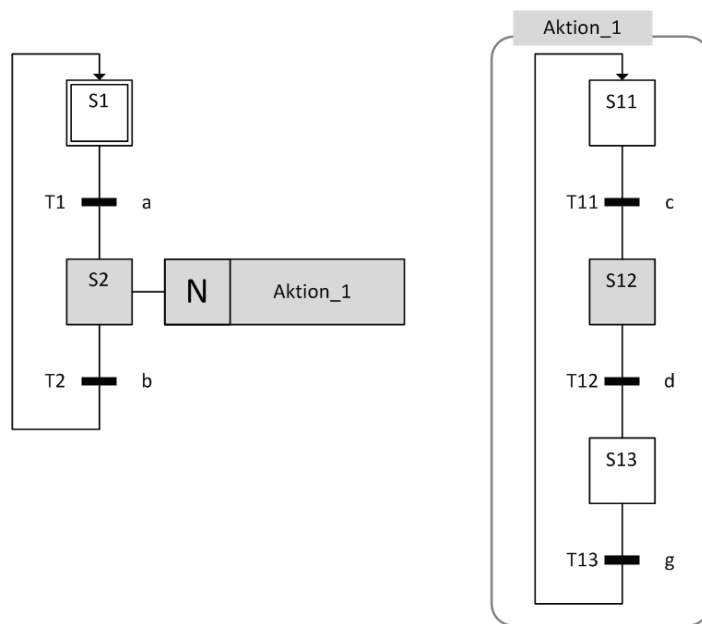 S1
T1 a
S2 N Aktion_1
T2 b
Aktion_1
S11
T11 c
S12
T12 d
S13
T13 g